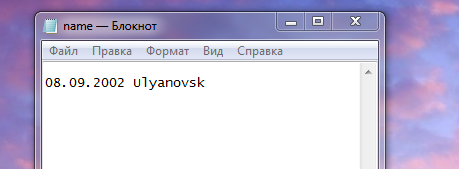 name — Блокнот
Файл Правка Формат Вид Справка
08.09.2002 Ulyanovsk